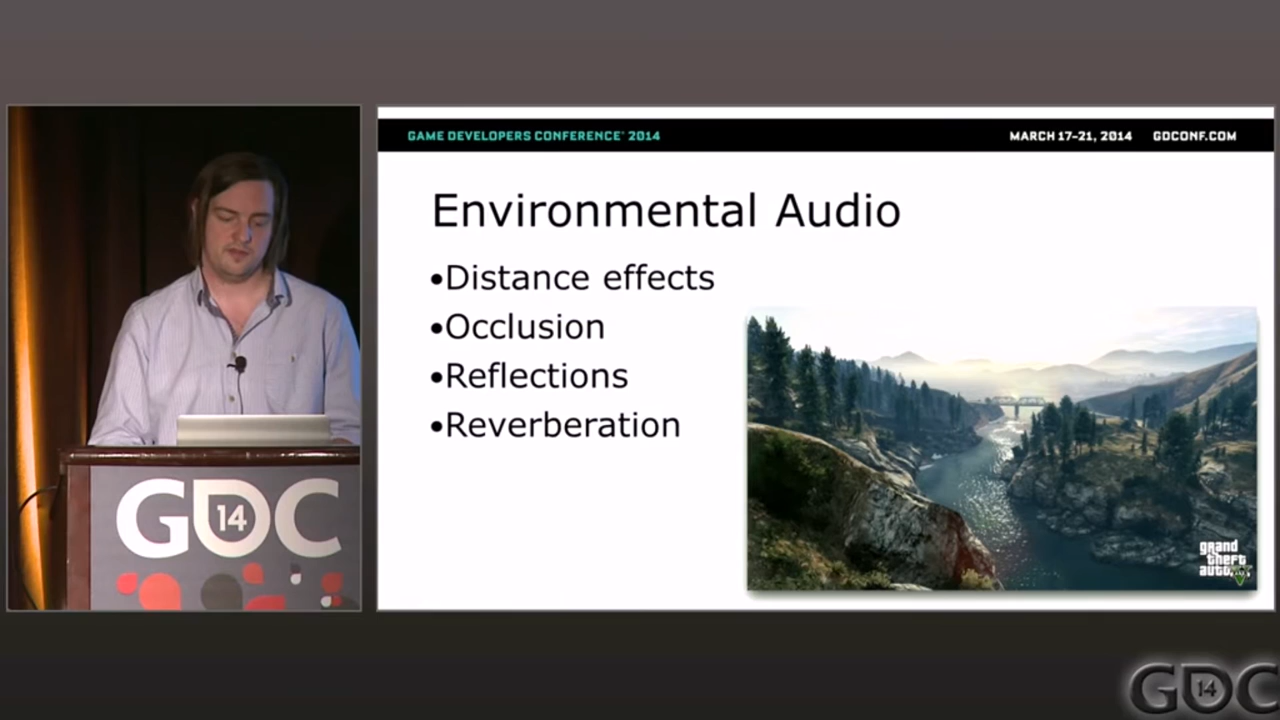 GAME DEVELOPERS CONFERENCE® 2014
MARCH 17-21, 2014 GDCONF.COM
Environmental Audio
•Distance effects
•Occlusion
•Reflections
•Reverberation
grand
theft
auto
GDC
14
GDC
14